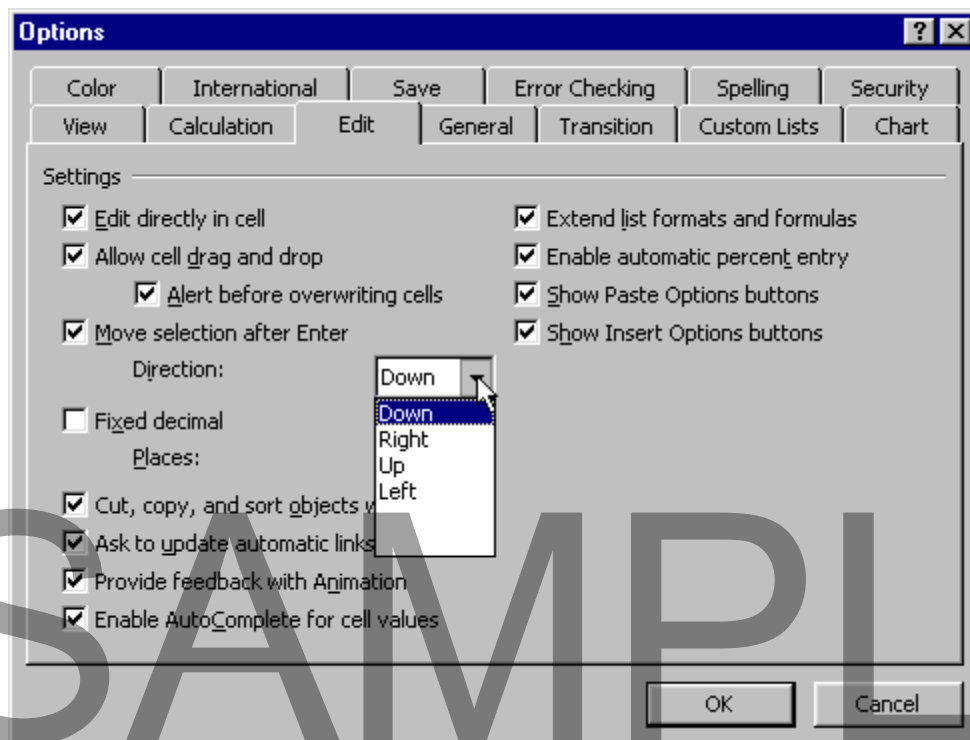 Options
Color International Save Error Checking Spelling Security
View Calculation Edit General Transition Custom Lists Chart
Settings
Edit directly in cell
Allow cell drag and drop
Alert before overwriting cells
Move selection after Enter
Direction: Down
Down
Right
Up
Left
Fixed decimal
Places:
Cut, copy, and sort objects w
Ask to update automatic links
Provide feedback with Animation
Enable AutoComplete for cell values
Extend list formats and formulas
Enable automatic percent entry
Show Paste Options buttons
Show Insert Options buttons
OK Cancel
SAMPL